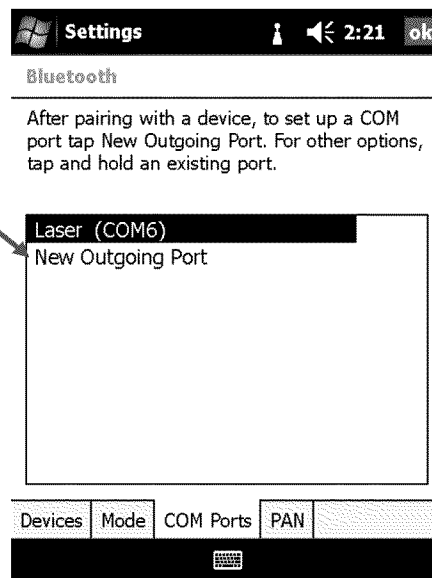 Settings 2:21 ok
Bluetooth
After pairing with a device, to set up a COM
port tap New Outgoing Port. For other options,
tap and hold an existing port.
Laser (COM6)
New Outgoing Port
Devices Mode COM Ports PAN